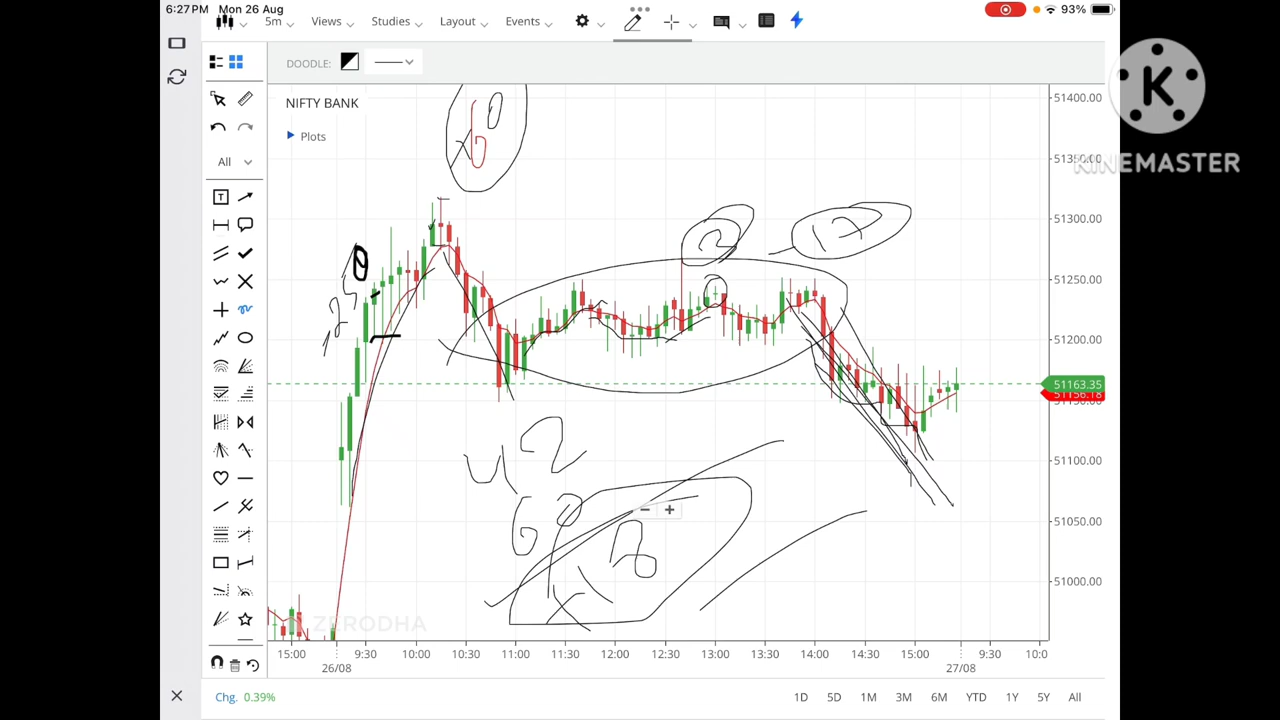 6:27 PM Mon 26 Aug 93%
5m Views Studies Layout Events
DOODLE:
NIFTY BANK
Plots
All
KINEMASTER
51400.00
51300.00
51250.00
51200.00
51163.35
51156.18
51100.00
51050.00
51000.00
ZERODHA
15:00 9:30 10:00 10:30 11:00 11:30 12:00 12:30 13:00 13:30 14:00 14:30 15:00 9:30 10:0
26/08 27/08
Chg. 0.39% 1D 5D 1M 3M 6M YTD 1Y 5Y All